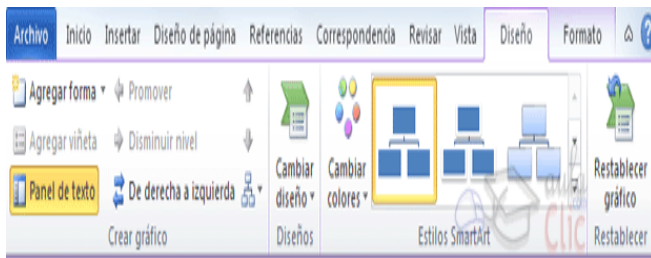 Archivo Inicio Insertar Diseño de página Referencias Correspondencia Revisar Vista Diseño Formato
Agregar forma Promover
Agregar viñeta Disminuir nivel
Panel de texto De derecha a izquierda
Crear gráfico
Cambiar diseño
Diseños
Cambiar colores
Estilos SmartArt
Restablecer gráfico
Restablecer
aula
Clic